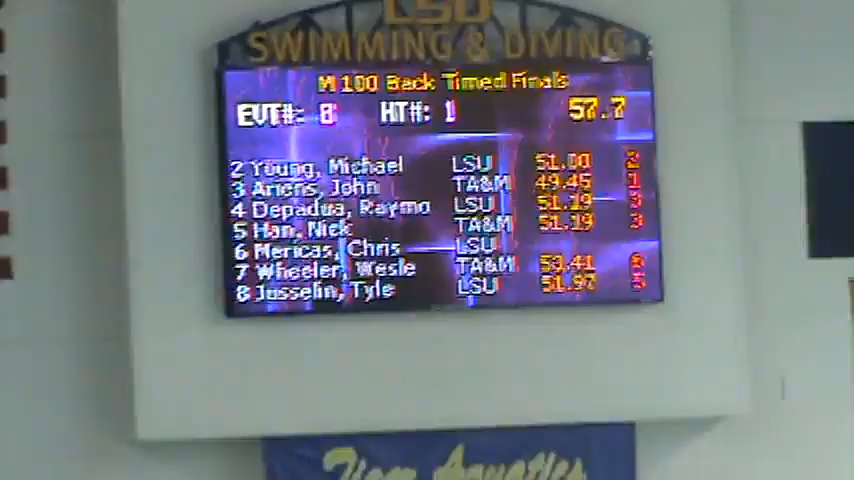 LSU
SWIMMING & DIVING
M 100 Back Timed Finals
EVT#: 8 HT#: 1 57.7
2 Young, Michael LSU 51.00 2
3 Ariens, John TA&M 49.45 1
4 Depadua, Raymo LSU 51.19 3
5 Han, Nick TA&M 51.19 3
6 Mericas, Chris LSU
7 Wheeler, Wesle TA&M 53.41 6
8 Josselin, Tyle LSU 51.97 5
Tiger Aquatics